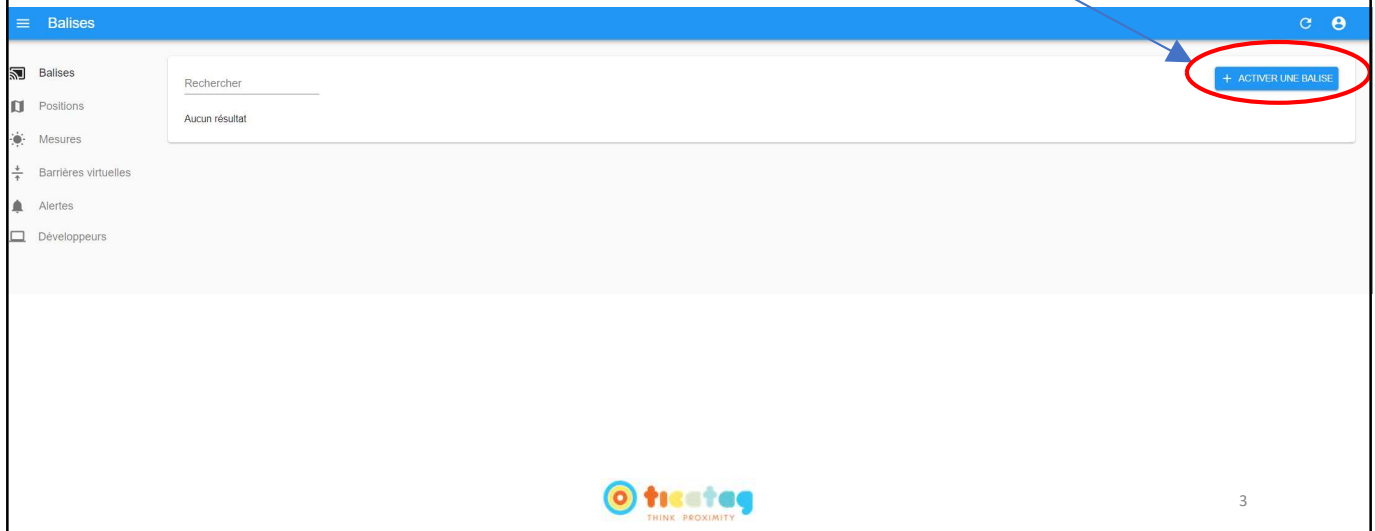 Balises
Balises
Positions
Mesures
Barrières virtuelles
Alertes
Développeurs
Rechercher
+ ACTIVER UNE BALISE
Aucun résultat
ticatag
THINK PROXIMITY
3